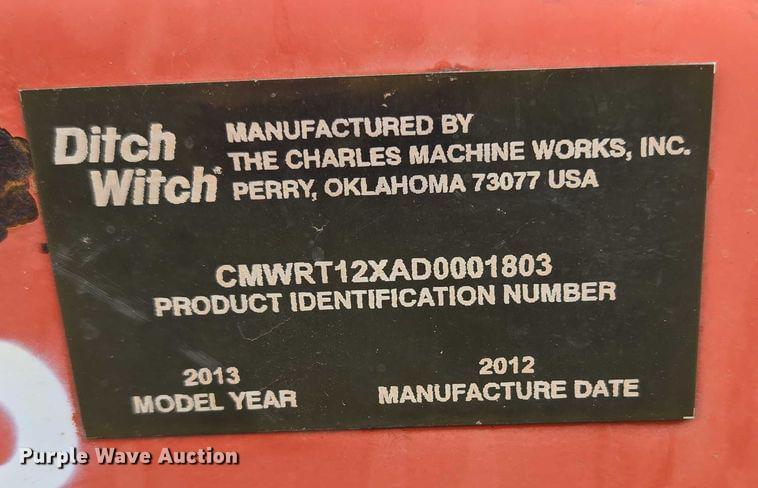 Ditch
Witch
MANUFACTURED BY
THE CHARLES MACHINE WORKS, INC.
PERRY, OKLAHOMA 73077 USA
CMWRT12XAD0001803
PRODUCT IDENTIFICATION NUMBER
2013
MODEL YEAR
2012
MANUFACTURE DATE
Purple Wave Auction